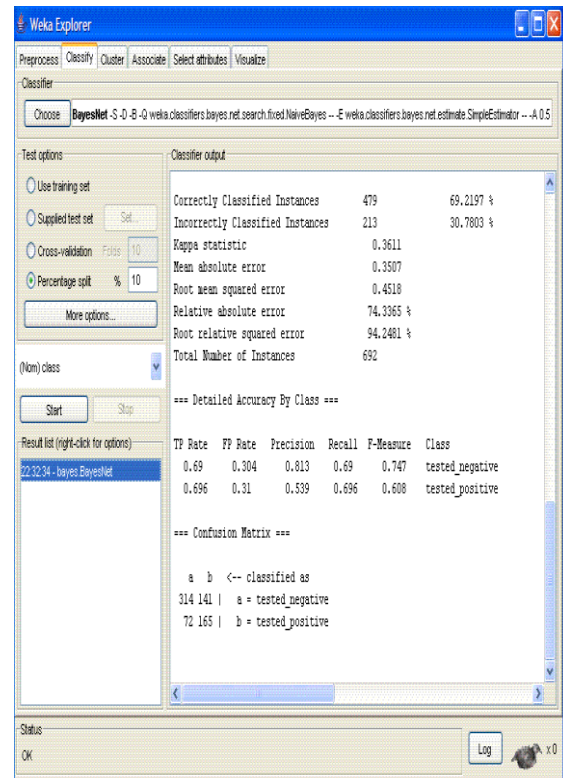 Weka Explorer
Preprocess Classify Cluster Associate Select attributes Visualize
Classifier
Choose BayesNet -S -D -B -Q weka.classifiers.bayes.net.search.fixed.NaiveBayes -- -E weka.classifiers.bayes.net.estimate.SimpleEstimator -- -A 0.5
Test options
Use training set
Supplied test set Set...
Cross-validation Folds 10
Percentage split % 10
More options...
(Nom) class
Start Stop
Result list (right-click for options)
22:32:34 - bayes.BayesNet
Classifier output
Correctly Classified Instances 479 69.2197 %
Incorrectly Classified Instances 213 30.7803 %
Kappa statistic 0.3611
Mean absolute error 0.3507
Root mean squared error 0.4518
Relative absolute error 74.3365 %
Root relative squared error 94.2481 %
Total Number of Instances 692
=== Detailed Accuracy By Class ===
TP Rate FP Rate Precision Recall F-Measure Class
0.69 0.304 0.813 0.69 0.747 tested_negative
0.696 0.31 0.539 0.696 0.608 tested_positive
=== Confusion Matrix ===
a b <-- classified as
314 141 | a = tested_negative
72 165 | b = tested_positive
Status
OK
Log
x 0